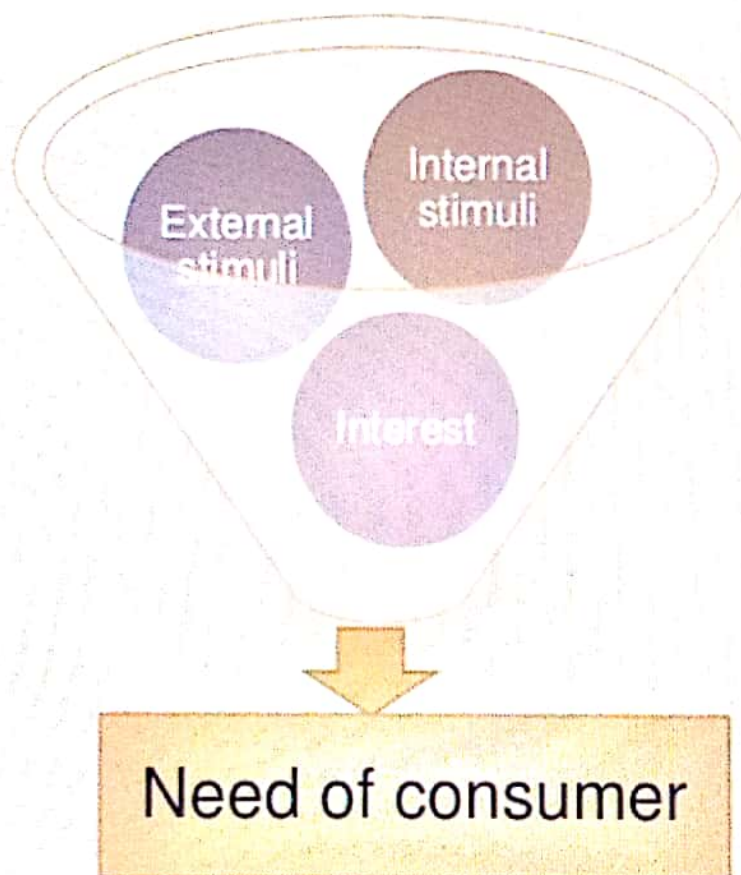 Internal
stimuli
External
stimuli
Interest
Need of consumer